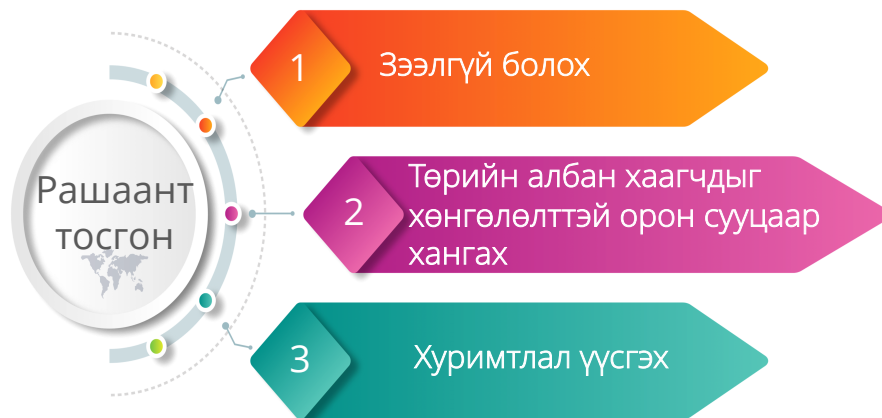 Рашаант
тосгон
1
Зээлгүй болох
2
Төрийн албан хаагчдыг
хөнгөлөлттэй орон сууцаар
хангах
3
Хуримтлал үүсгэх